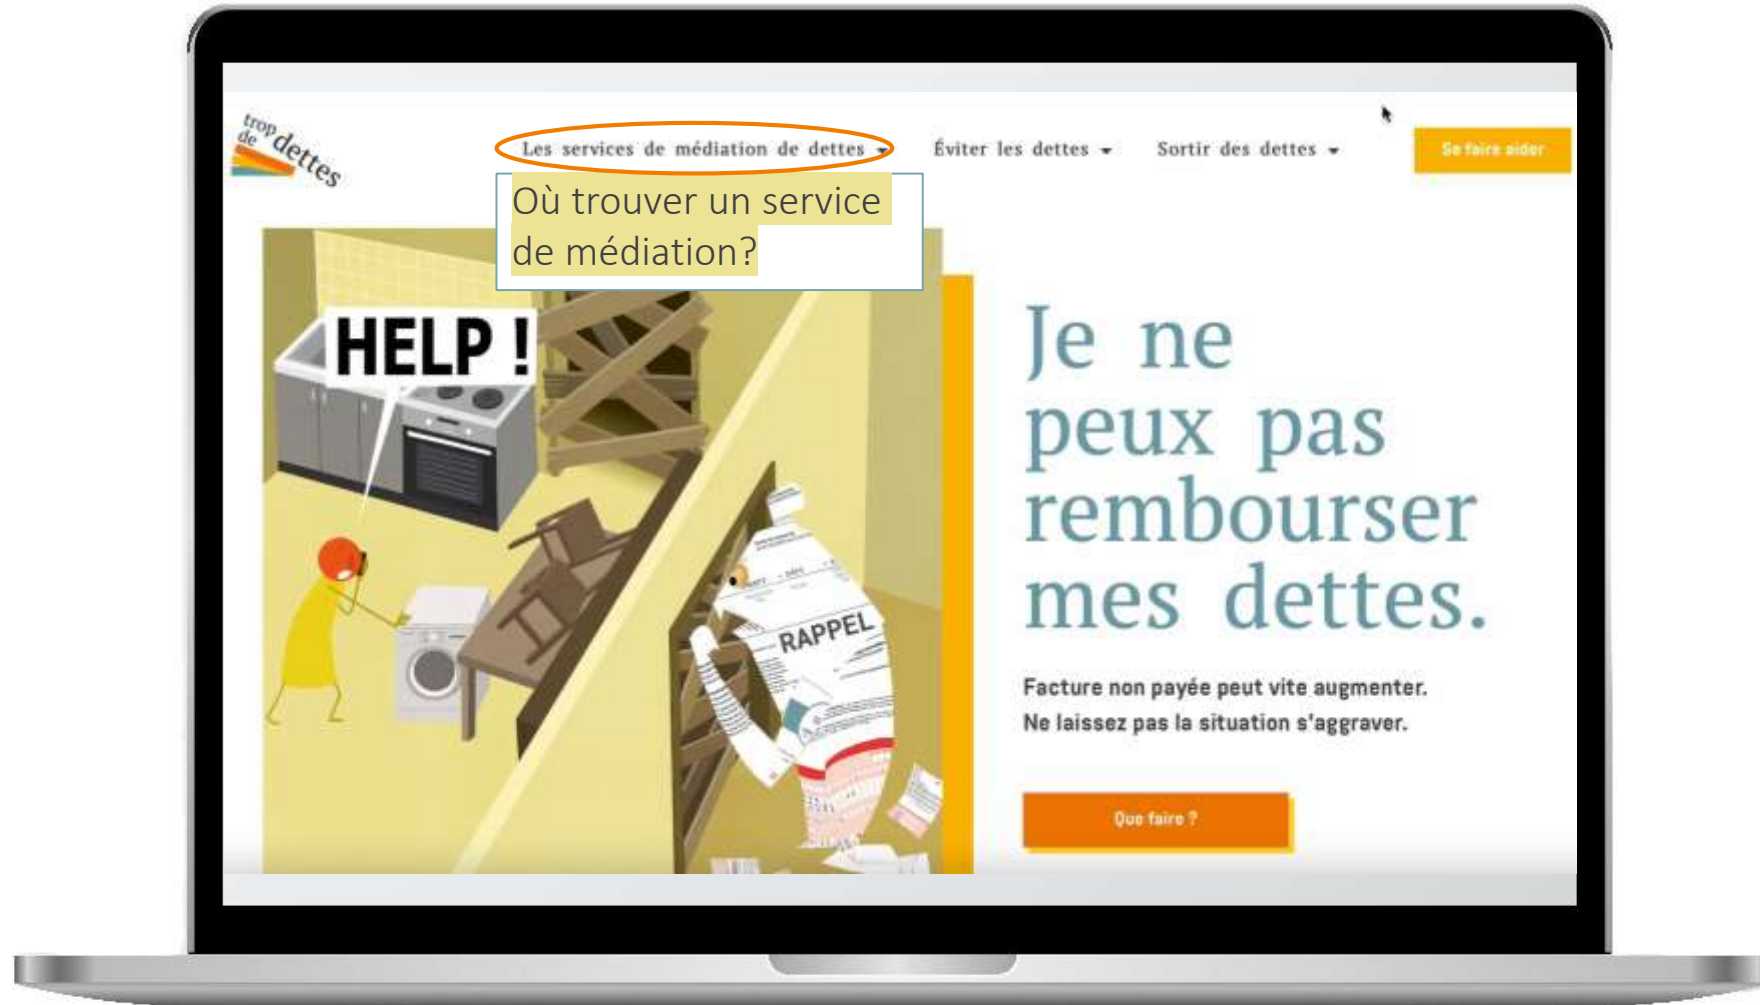 trop
de dettes
Les services de médiation de dettes
Éviter les dettes
Sortir des dettes
Se faire aider
Où trouver un service
de médiation?
HELP !
Je ne
peux pas
rembourser
mes dettes.
RAPPEL
Facture non payée peut vite augmenter.
Ne laissez pas la situation s'aggraver.
Que faire ?